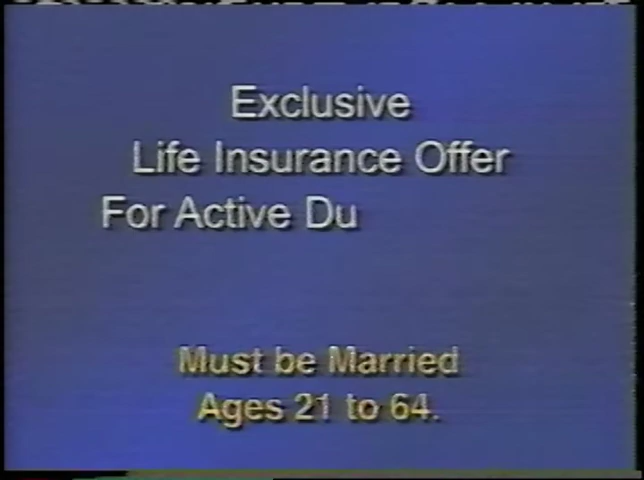 Exclusive
Life Insurance Offer
For Active Du
Must be Married
Ages 21 to 64.